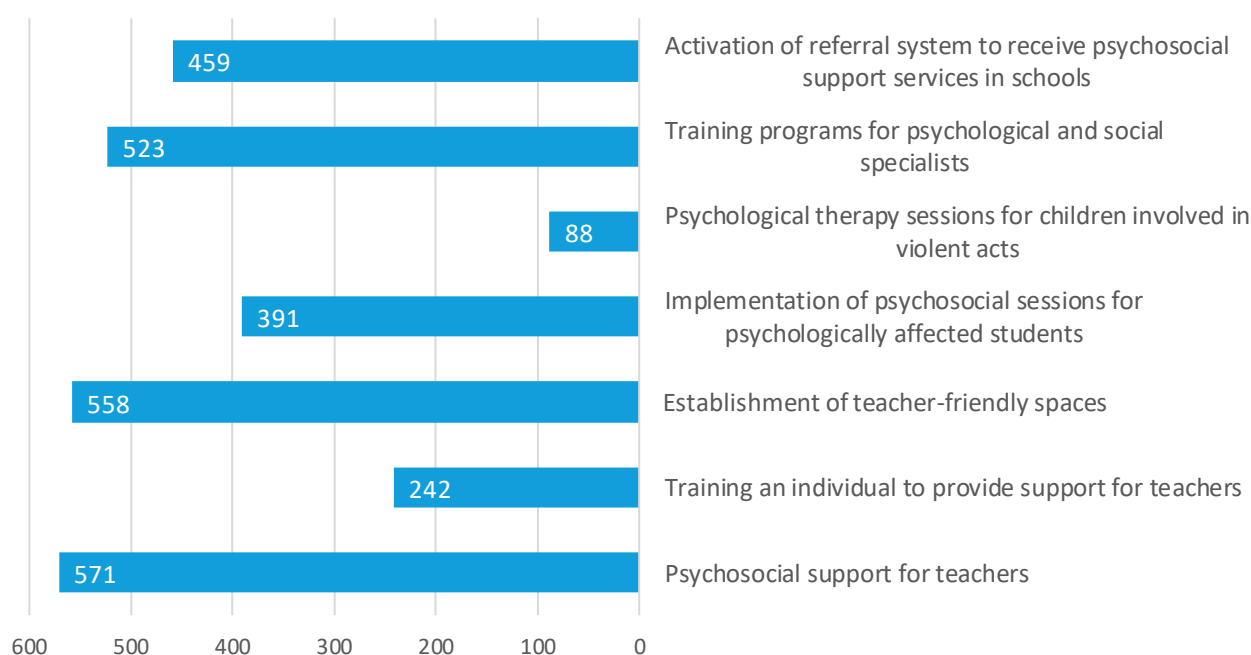 459
Activation of referral system to receive psychosocial
support services in schools
523
Training programs for psychological and social
specialists
88
Psychological therapy sessions for children involved in
violent acts
391
Implementation of psychosocial sessions for
psychologically affected students
558
Establishment of teacher-friendly spaces
242
Training an individual to provide support for teachers
571
Psychosocial support for teachers
600 500 400 300 200 100 0